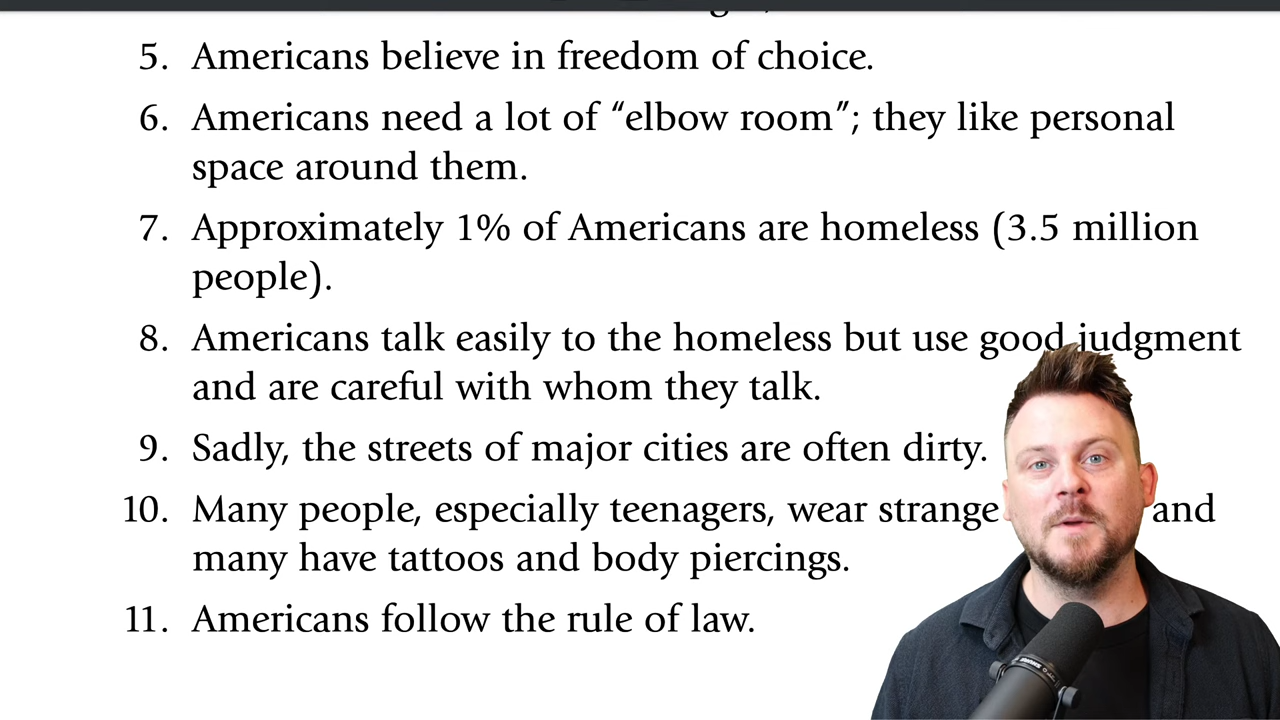 5. Americans believe in freedom of choice.
6. Americans need a lot of “elbow room”; they like personal
space around them.
7. Approximately 1% of Americans are homeless (3.5 million
people).
8. Americans talk easily to the homeless but use good judgment
and are careful with whom they talk.
9. Sadly, the streets of major cities are often dirty.
10. Many people, especially teenagers, wear strange and
many have tattoos and body piercings.
11. Americans follow the rule of law.